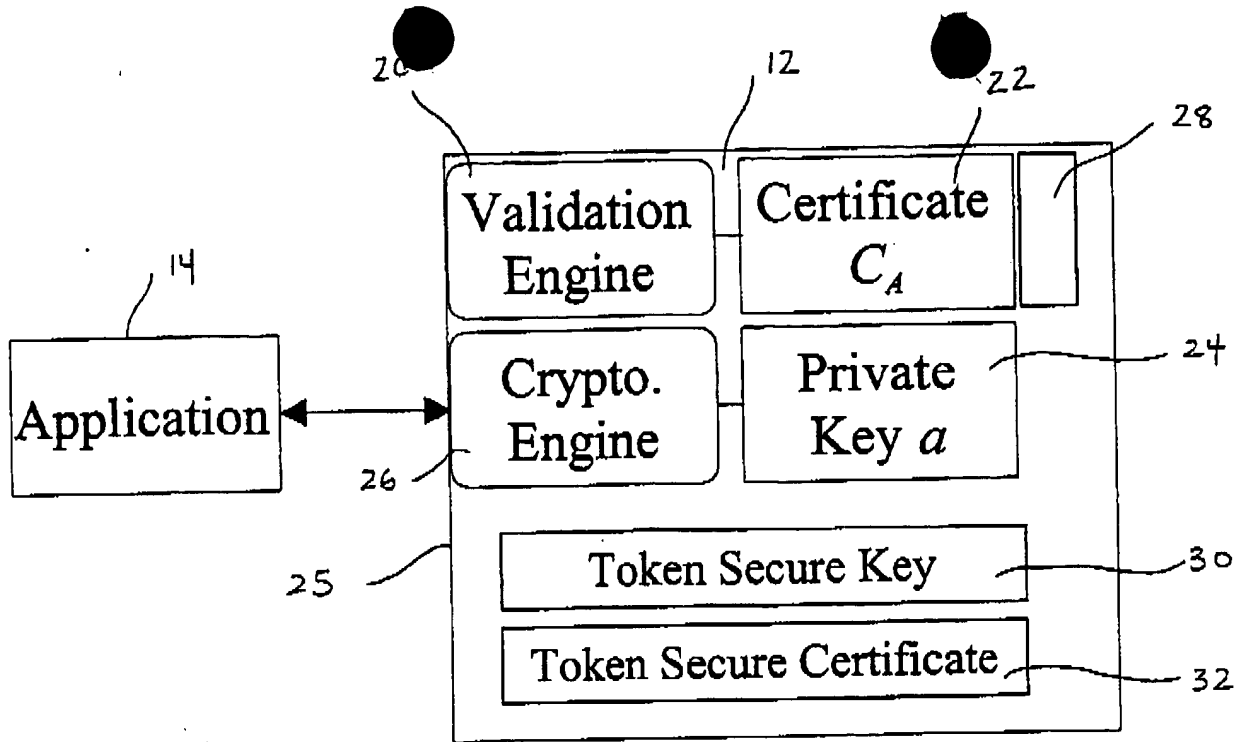 12
22
28
Validation
Engine
Certificate
C_A
14
Application
Crypto.
Engine
26
Private
Key a
24
25
Token Secure Key
30
Token Secure Certificate
32